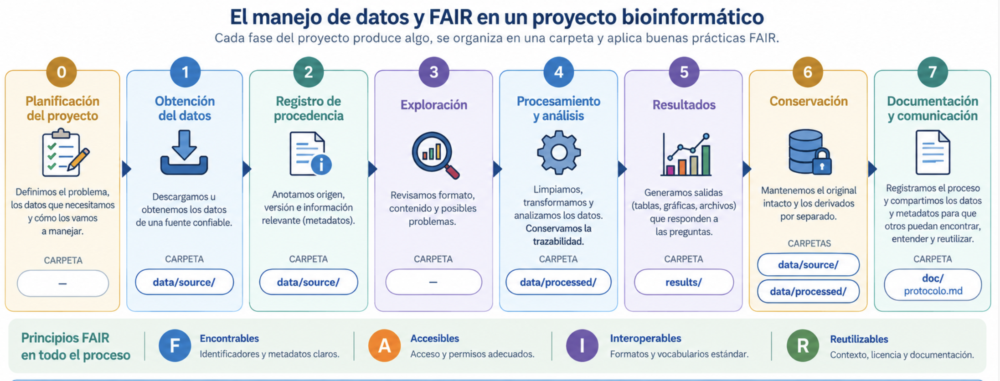 El manejo de datos y FAIR en un proyecto bioinformático
Cada fase del proyecto produce algo, se organiza en una carpeta y aplica buenas prácticas FAIR.
0
Planificación
del proyecto
Definimos el problema,
los datos que necesitamos
y cómo los vamos
a manejar.
CARPETA
—
1
Obtención
del datos
Descargamos u
obtenemos los datos
de una fuente confiable.
CARPETA
data/source/
2
Registro de
procedencia
i
Anotamos origen,
versión e información
relevante (metadatos).
CARPETA
data/source/
3
Exploración
Revisamos formato,
contenido y posibles
problemas.
CARPETA
—
4
Procesamiento
y análisis
Limpiamos,
transformamos y
analizamos los datos.
Conservamos la
trazabilidad.
CARPETA
data/processed/
5
Resultados
Generamos salidas
(tablas, gráficas, archivos)
que responden a
las preguntas.
CARPETA
results/
6
Conservación
Mantenemos el original
intacto y los derivados
por separado.
CARPETAS
data/source/
data/processed/
7
Documentación
y comunicación
Registramos el proceso
y compartimos los datos
y metadatos para que
otros puedan encontrar,
entender y reutilizar.
CARPETA
doc/
protocolo.md
Principios FAIR
en todo el proceso
F
Encontrables
Identificadores y metadatos claros.
A
Accesibles
Acceso y permisos adecuados.
I
Interoperables
Formatos y vocabularios estándar.
R
Reutilizables
Contexto, licencia y documentación.